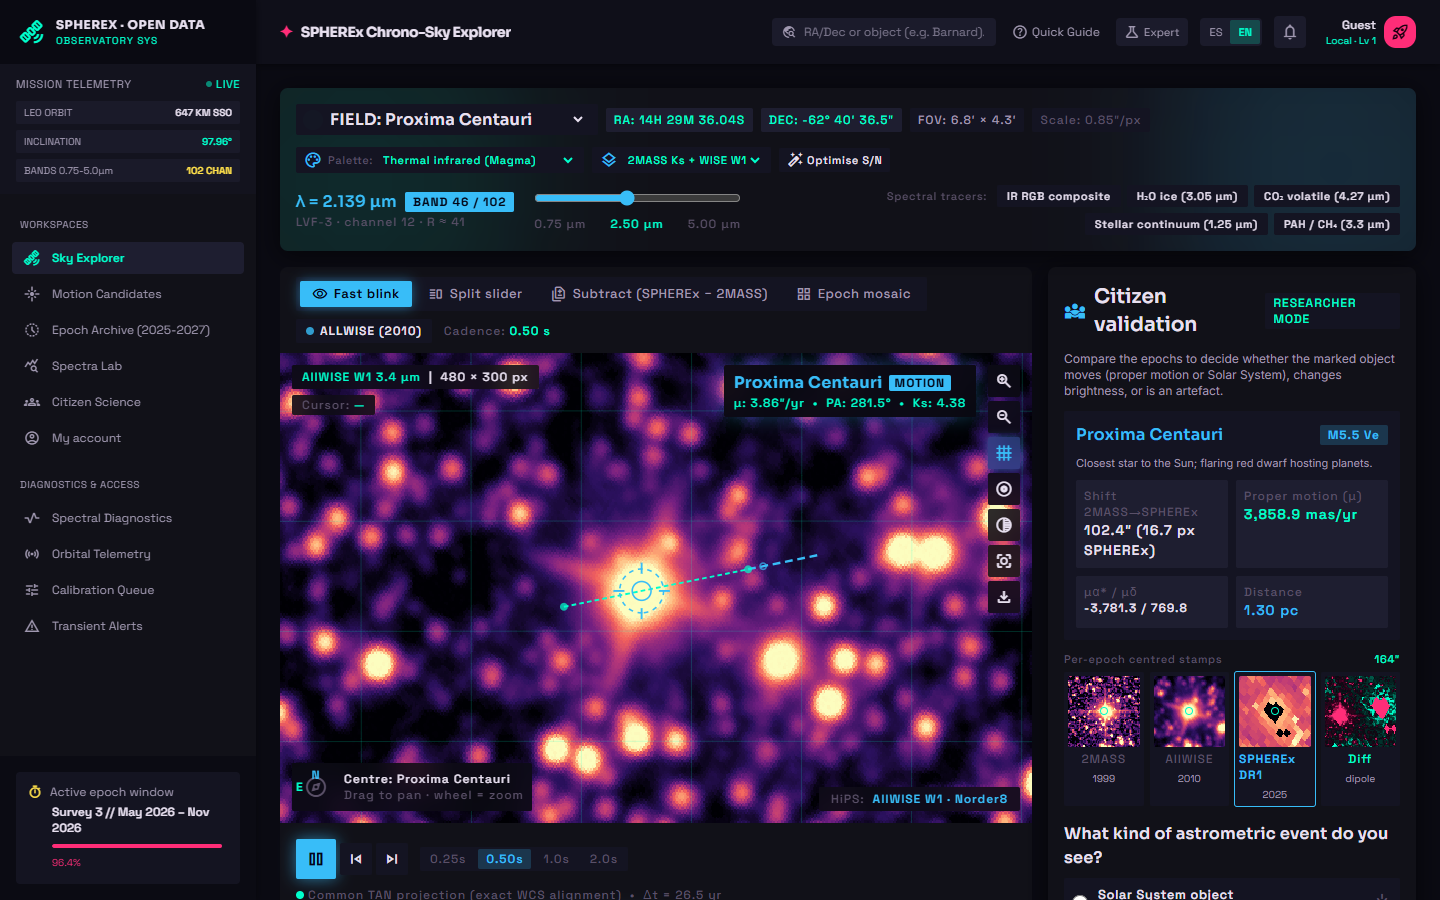 SPHEREX · OPEN DATA
OBSERVATORY SYS
MISSION TELEMETRY
LIVE
LEO ORBIT 647 KM SSO
INCLINATION 97.96°
BANDS 0.75-5.0µm 102 CHAN
WORKSPACES
Sky Explorer
Motion Candidates
Epoch Archive (2025-2027)
Spectra Lab
Citizen Science
My account
DIAGNOSTICS & ACCESS
Spectral Diagnostics
Orbital Telemetry
Calibration Queue
Transient Alerts
Active epoch window
Survey 3 // May 2026 – Nov
2026
96.4%
SPHEREx Chrono-Sky Explorer
RA/Dec or object (e.g. Barnard).
Quick Guide
Expert
ES EN
Guest
Local · Lv 1
FIELD: Proxima Centauri
RA: 14H 29M 36.04S
DEC: -62° 40' 36.5"
FOV: 6.8' × 4.3'
Scale: 0.85"/px
Palette: Thermal infrared (Magma)
2MASS Ks + WISE W1
Optimise S/N
λ = 2.139 µm BAND 46 / 102
LVF-3 · channel 12 · R ≈ 41
0.75 µm 2.50 µm 5.00 µm
Spectral tracers: IR RGB composite H₂O ice (3.05 µm) CO₂ volatile (4.27 µm)
Stellar continuum (1.25 µm) PAH / CH₄ (3.3 µm)
Fast blink Split slider Subtract (SPHEREx − 2MASS) Epoch mosaic
ALLWISE (2010) Cadence: 0.50 s
AllWISE W1 3.4 µm | 480 × 300 px
Cursor: —
Proxima Centauri MOTION
µ: 3.86"/yr • PA: 281.5° • Ks: 4.38
N
E
Centre: Proxima Centauri
Drag to pan · wheel = zoom
HiPS: AllWISE W1 · Norder8
0.25s 0.50s 1.0s 2.0s
Common TAN projection (exact WCS alignment) • Δt = 26.5 yr
Citizen
validation
RESEARCHER
MODE
Compare the epochs to decide whether the marked object
moves (proper motion or Solar System), changes
brightness, or is an artefact.
Proxima Centauri M5.5 Ve
Closest star to the Sun; flaring red dwarf hosting planets.
Shift
2MASS→SPHEREx
102.4" (16.7 px
SPHEREx)
Proper motion (µ)
3,858.9 mas/yr
µα* / µδ
-3,781.3 / 769.8
Distance
1.30 pc
Per-epoch centred stamps 164"
2MASS
1999
AllWISE
2010
SPHEREx
DR1
2025
Diff
dipole
What kind of astrometric event do you
see?
Solar System object